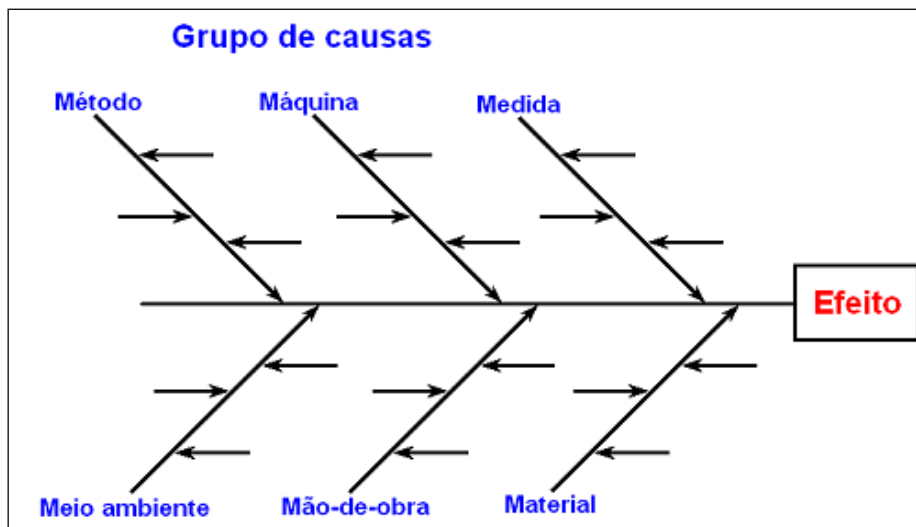 Grupo de causas
Método
Máquina
Medida
Efeito
Meio ambiente
Mão-de-obra
Material